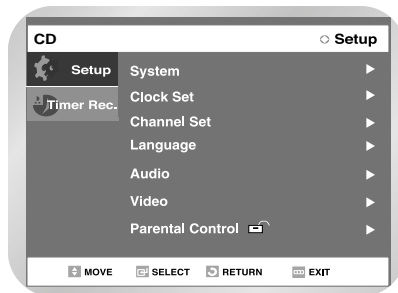 CD Setup
Setup
Timer Rec.
System
Clock Set
Channel Set
Language
Audio
Video
Parental Control
MOVE SELECT RETURN EXIT